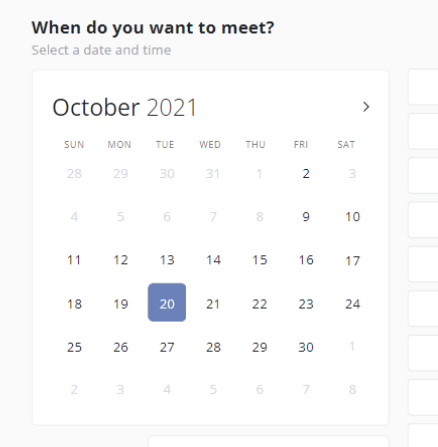 When do you want to meet?
Select a date and time
October 2021 >
SUN MON TUE WED THU FRI SAT
28 29 30 31 1 2 3
4 5 6 7 8 9 10
11 12 13 14 15 16 17
18 19 20 21 22 23 24
25 26 27 28 29 30 1
2 3 4 5 6 7 8